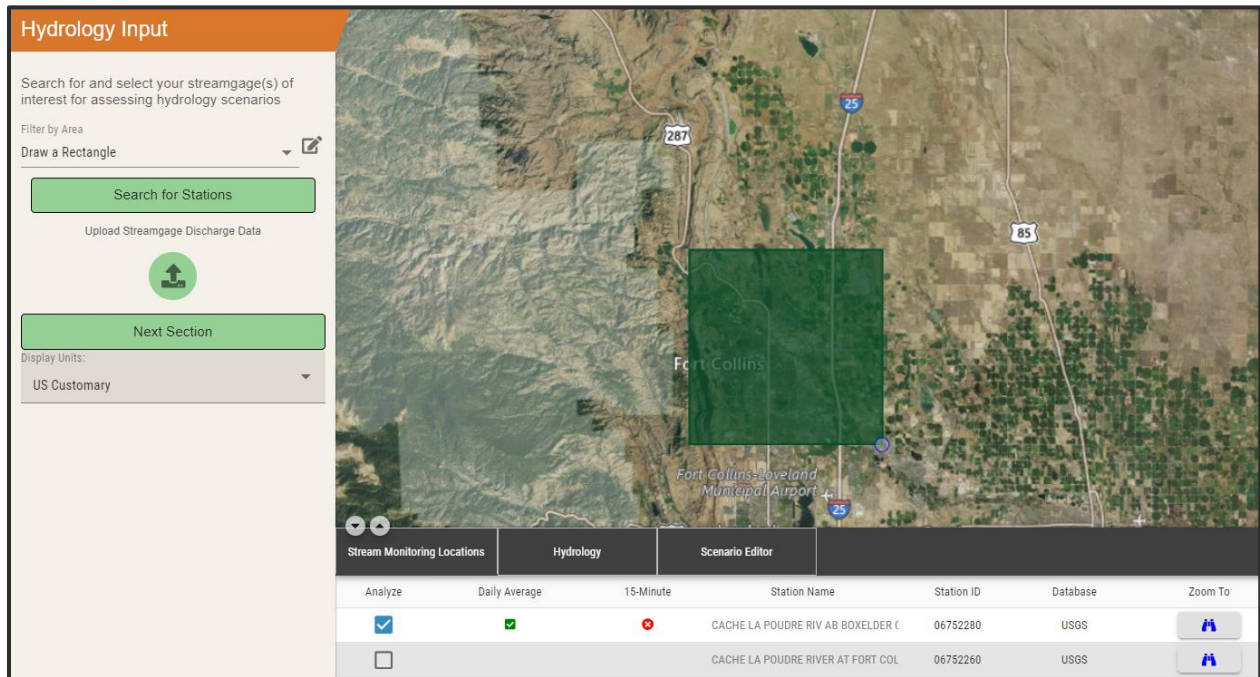 Hydrology Input
Search for and select your streamgage(s) of
interest for assessing hydrology scenarios
Filter by Area
Draw a Rectangle
Search for Stations
Upload Streamgage Discharge Data
Next Section
Display Units:
US Customary
25
287
85
Fort Collins
Fort Collins-Loveland
Municipal Airport
25
Stream Monitoring Locations Hydrology Scenario Editor
Analyze Daily Average 15-Minute Station Name Station ID Database Zoom To
CACHE LA POUDRE RIV AB BOXELDER 06752280 USGS
CACHE LA POUDRE RIVER AT FORT COL 06752260 USGS